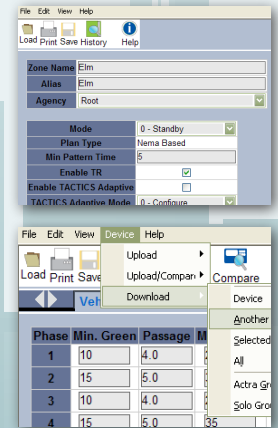 File Edit View Help
Load Print Save History Help
Zone Name Elm
Alias Elm
Agency Root
Mode 0 - Standby
Plan Type Nema Based
Min Pattern Time 5
Enable TR
Enable TACTICS Adaptive
TACTICS Adaptive Mode 0 - Configure
File Edit View Device Help
Upload
Load Print Save Upload/Compare Compare
Download Device
Veh Another
Phase Min. Green Passage M Selected
1 10 4.0 All
2 15 5.0 Actra Gro
3 10 4.0 Solo Grou
4 15 5.0 35